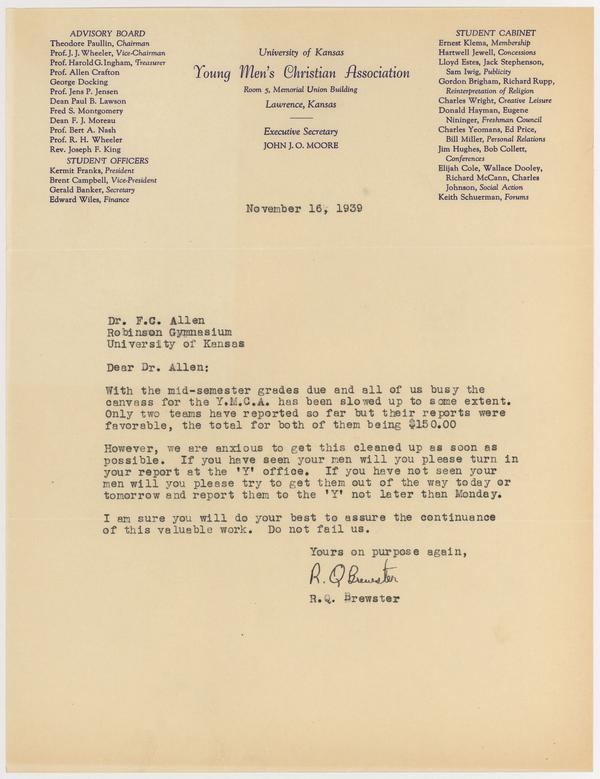 ADVISORY BOARD
Theodore Paullin, Chairman
Prof. J. J. Wheeler, Vice-Chairman
Prof. Harold G. Ingham, Treasurer
Prof. Allen Crafton
George Docking
Prof. Jens P. Jensen
Dean Paul B. Lawson
Fred S. Montgomery
Dean F. J. Moreau
Prof. Bert A. Nash
Prof. R. H. Wheeler
Rev. Joseph F. King
STUDENT OFFICERS
Kermit Franks, President
Brent Campbell, Vice-President
Gerald Banker, Secretary
Edward Wiles, Finance
University of Kansas
Young Men's Christian Association
Room 5, Memorial Union Building
Lawrence, Kansas
Executive Secretary
JOHN J. O. MOORE
STUDENT CABINET
Ernest Klema, Membership
Hartwell Jewell, Concessions
Lloyd Estes, Jack Stephenson,
Sam Iwig, Publicity
Gordon Brigham, Richard Rupp,
Reinterpretation of Religion
Charles Wright, Creative Leisure
Donald Hayman, Eugene
Nininger, Freshman Council
Charles Yeomans, Ed Price,
Bill Miller, Personal Relations
Jim Hughes, Bob Collett,
Conferences
Elijah Cole, Wallace Dooley,
Richard McCann, Charles
Johnson, Social Action
Keith Schuerman, Forums
November 16, 1939
Dr. F.C. Allen
Robinson Gymnasium
University of Kansas
Dear Dr. Allen:
With the mid-semester grades due and all of us busy the
canvass for the Y.M.C.A. has been slowed up to some extent.
Only two teams have reported so far but their reports were
favorable, the total for both of them being $150.00
However, we are anxious to get this cleaned up as soon as
possible. If you have seen your men will you please turn in
your report at the 'Y' office. If you have not seen your
men will you please try to get them out of the way today or
tomorrow and report them to the 'Y' not later than Monday.
I am sure you will do your best to assure the continuance
of this valuable work. Do not fail us.
Yours on purpose again,
R. Q Brewster
R.Q. Brewster